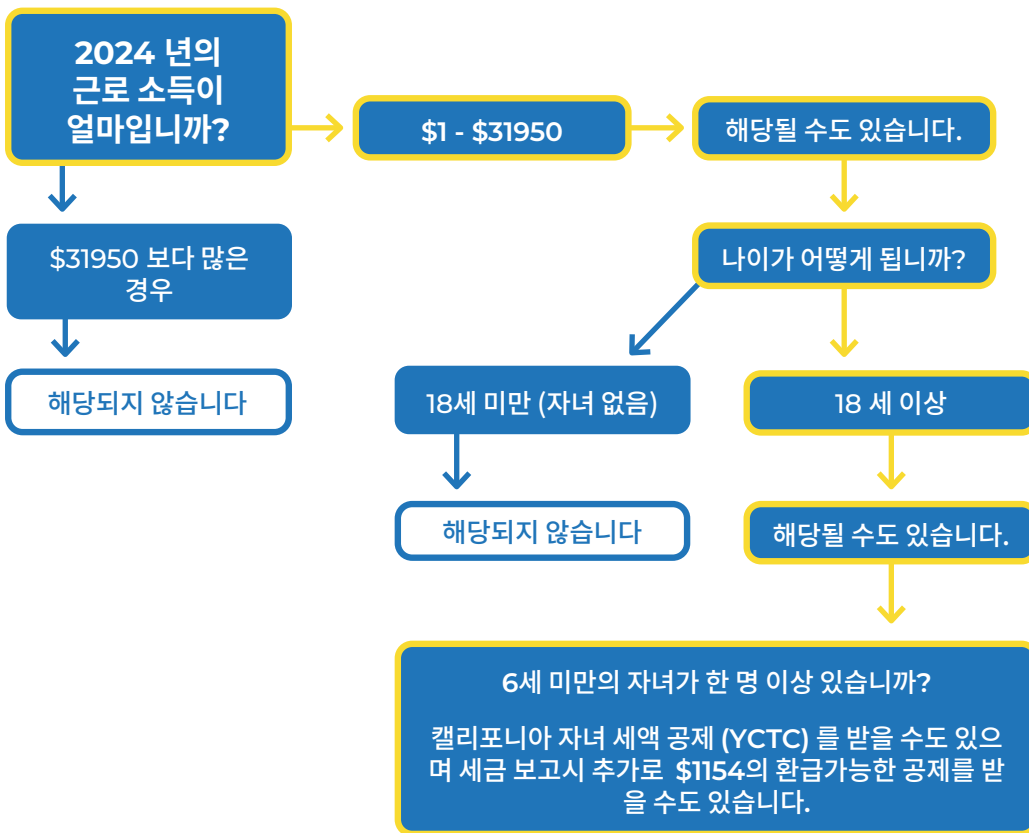 2024 년의
근로 소득이
얼마입니까?
$1 - $31950
해당될 수도 있습니다.
$31950 보다 많은
경우
나이가 어떻게 됩니까?
해당되지 않습니다
18세 미만 (자녀 없음)
18 세 이상
해당되지 않습니다
해당될 수도 있습니다.
6세 미만의 자녀가 한 명 이상 있습니까?
캘리포니아 자녀 세액 공제 (YCTC) 를 받을 수도 있으
며 세금 보고시 추가로 $1154의 환급가능한 공제를 받
을 수도 있습니다.